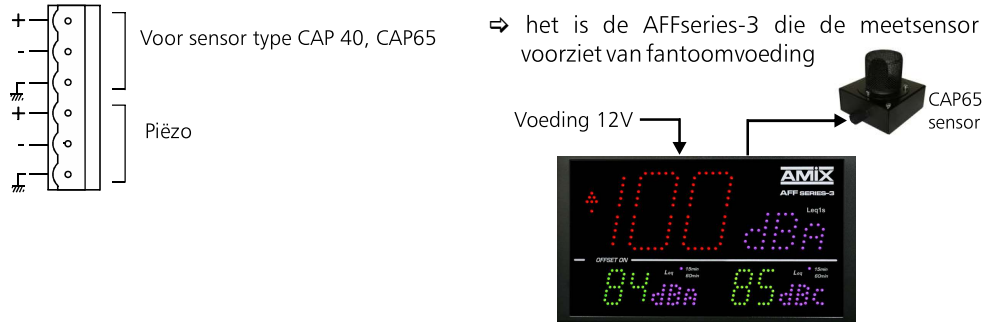 +
-
Voor sensor type CAP 40, CAP65
+
-
Piëzo
⇨ het is de AFFseries-3 die de meetsensor
voorziet van fantoomvoeding
CAP65
sensor
Voeding 12V
AMIX
AFF SERIES-3
100
Leq1s
dBA
OFFSET ON
84 dBA
Leq
15min
60min
85 dBC
Leq
15min
60min